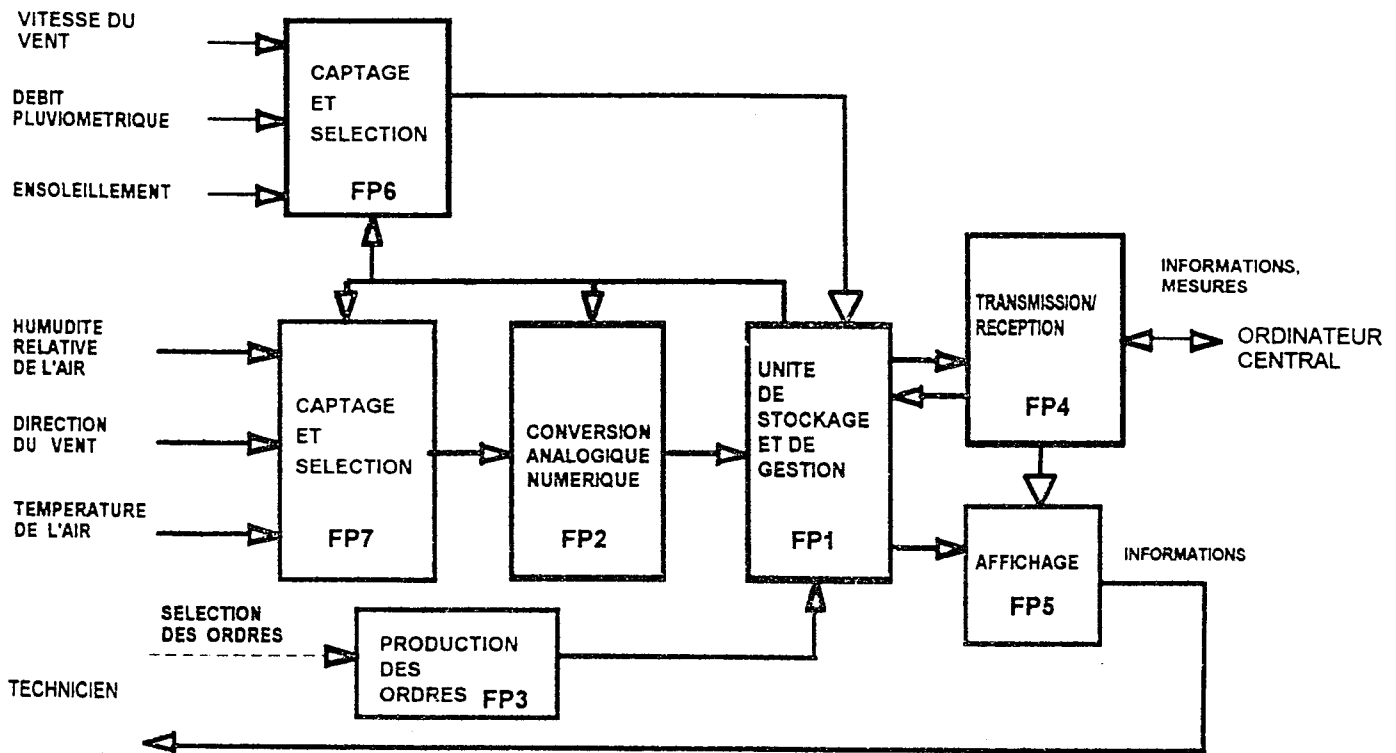 VITESSE DU
VENT
DEBIT
PLUVIOMETRIQUE
ENSOLEILLEMENT
CAPTAGE
ET
SELECTION
FP6
HUMUDITE
RELATIVE
DE L'AIR
DIRECTION
DU VENT
TEMPERATURE
DE L'AIR
CAPTAGE
ET
SELECTION
FP7
CONVERSION
ANALOGIQUE
NUMERIQUE
FP2
UNITE
DE
STOCKAGE
ET DE
GESTION
FP1
TRANSMISSION/
RECEPTION
FP4
INFORMATIONS,
MESURES
ORDINATEUR
CENTRAL
AFFICHAGE
FP5
INFORMATIONS
SELECTION
DES ORDRES
PRODUCTION
DES
ORDRES FP3
TECHNICIEN